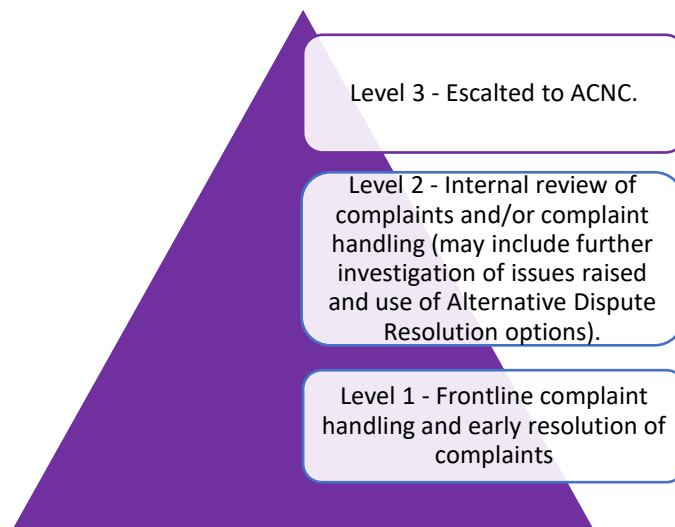 Level 3 - Escalted to ACNC.
Level 2 - Internal review of
complaints and/or complaint
handling (may include further
investigation of issues raised
and use of Alternative Dispute
Resolution options).
Level 1 - Frontline complaint
handling and early resolution of
complaints